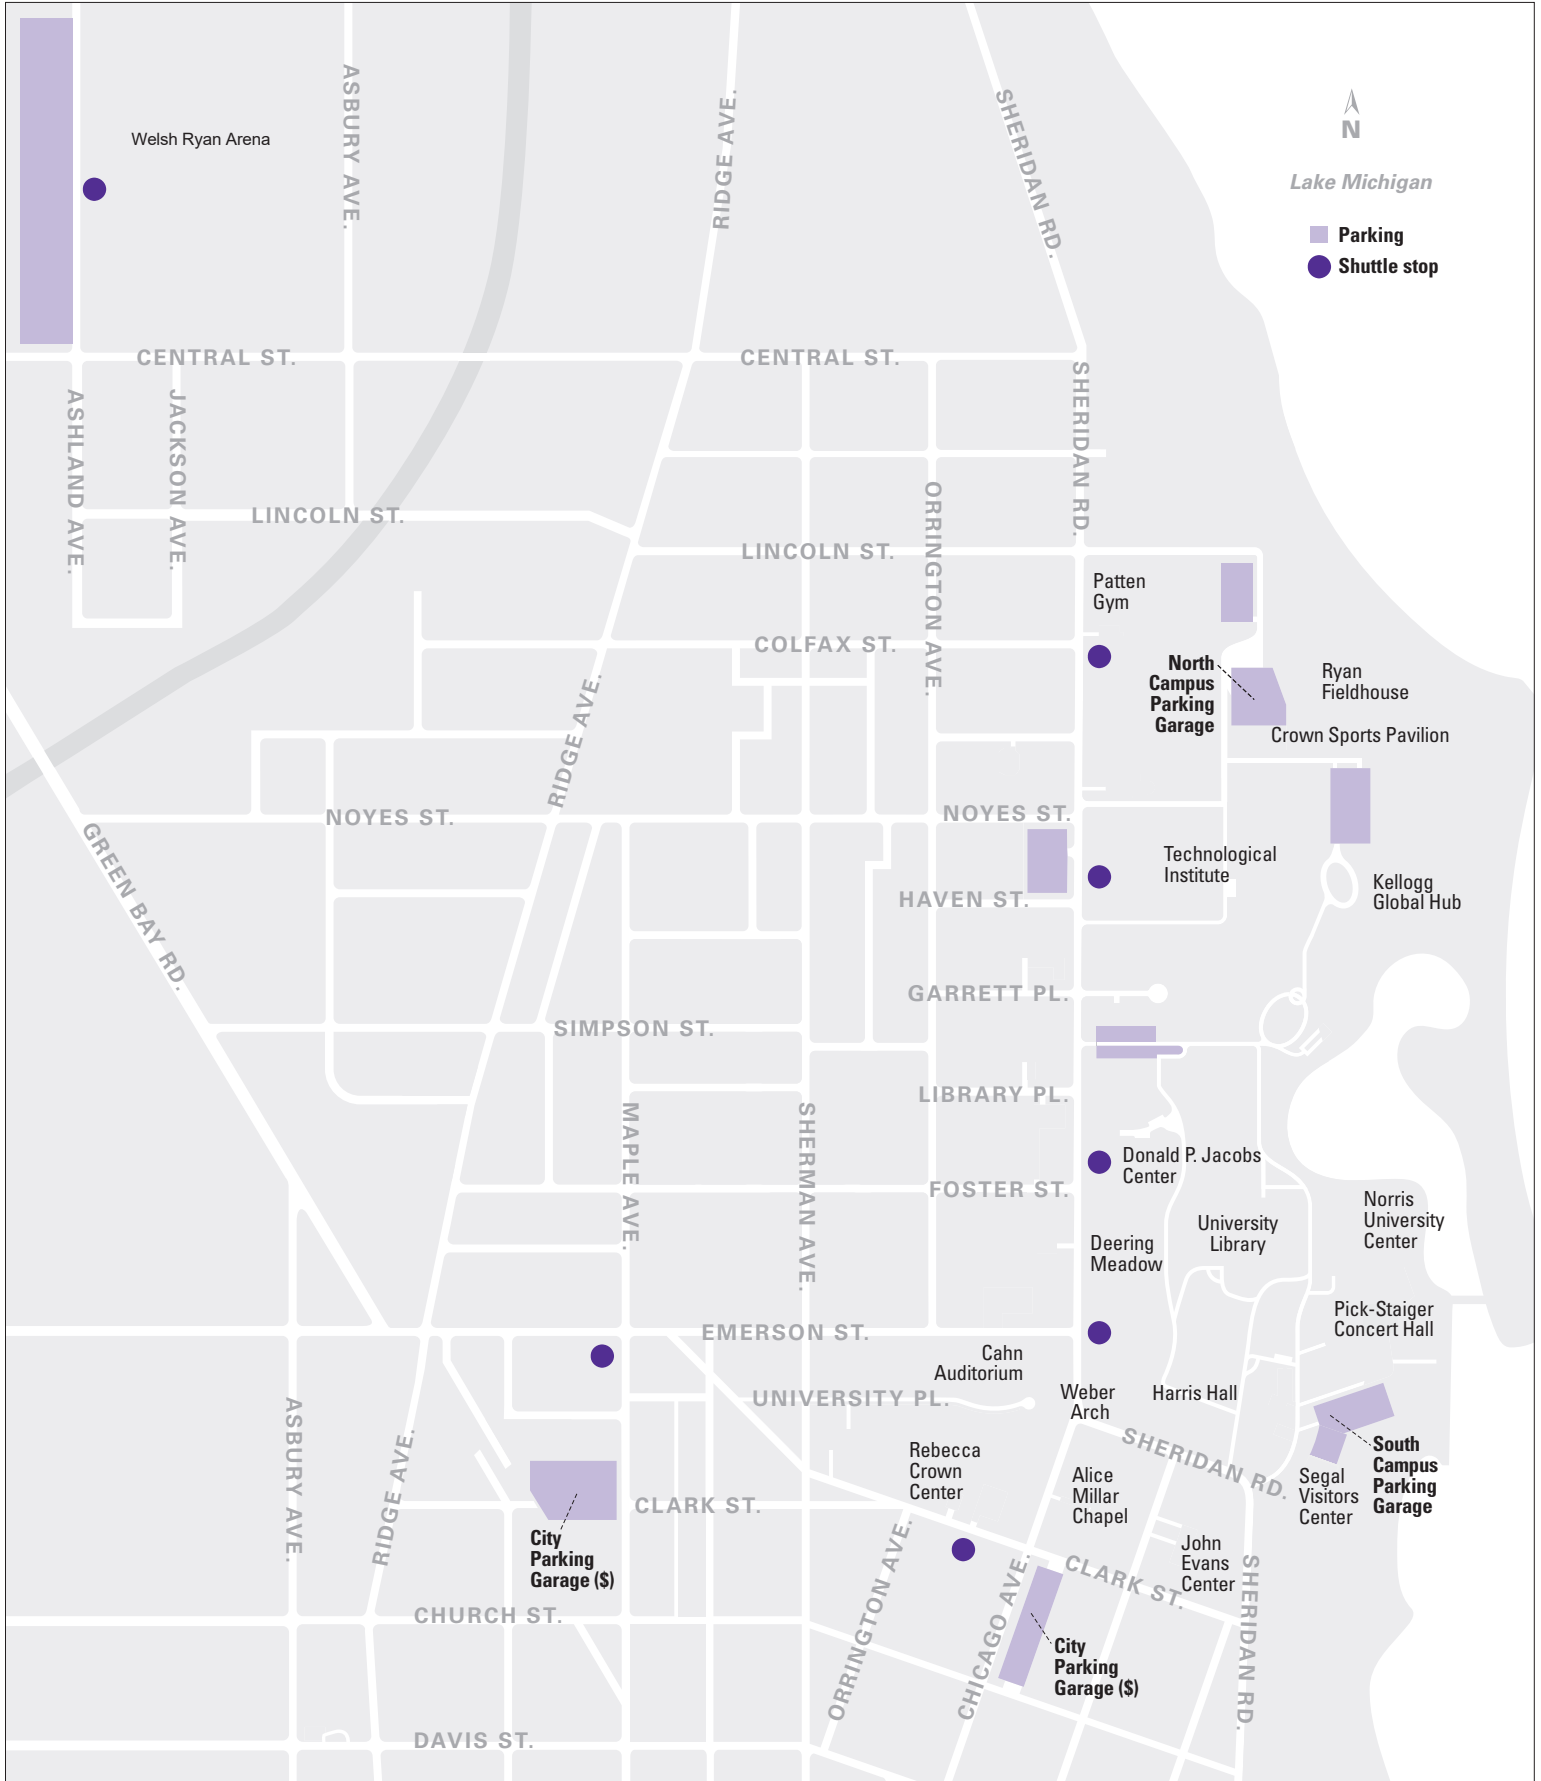 ASBURY AVE.
RIDGE AVE.
SHERIDAN RD.
N
Lake Michigan
Parking
Shuttle stop
Welsh Ryan Arena
CENTRAL ST.
CENTRAL ST.
ASHLAND AVE.
JACKSON AVE.
SHERIDAN RD.
LINCOLN ST.
LINCOLN ST.
ORRINGTON AVE.
Patten
Gym
COLFAX ST.
North
Campus
Parking
Garage
Ryan
Fieldhouse
Crown Sports Pavilion
RIDGE AVE.
NOYES ST.
NOYES ST.
GREEN BAY RD.
Technological
Institute
Kellogg
Global Hub
HAVEN ST.
GARRETT PL.
SIMPSON ST.
LIBRARY PL.
MAPLE AVE.
SHERMAN AVE.
Donald P. Jacobs
Center
FOSTER ST.
Norris
University
Center
University
Library
Deering
Meadow
Pick-Staiger
Concert Hall
EMERSON ST.
Cahn
Auditorium
UNIVERSITY PL.
Weber
Arch
Harris Hall
ASBURY AVE.
RIDGE AVE.
SHERIDAN RD.
South
Campus
Parking
Garage
Rebecca
Crown
Center
Alice
Millar
Chapel
Segal
Visitors
Center
CLARK ST.
City
Parking
Garage ($)
John
Evans
Center
CLARK ST.
ORRINGTON AVE.
CHICAGO AVE.
SHERIDAN RD.
CHURCH ST.
City
Parking
Garage ($)
DAVIS ST.